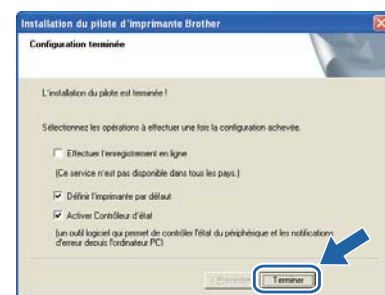 Installation du pilote d'imprimante Brother
Configuration terminée
L'installation du pilote est terminée !
Sélectionnez les opérations à effectuer une fois la configuration achevée.
Effectuer l'enregistrement en ligne
(Ce service n'est pas disponible dans tous les pays.)
Définir l'imprimante par défaut
Activer Contrôleur d'état
(un outil logiciel qui permet de contrôler l'état du périphérique et les notifications
d'erreur depuis l'ordinateur PC)
< Précédent
Terminer